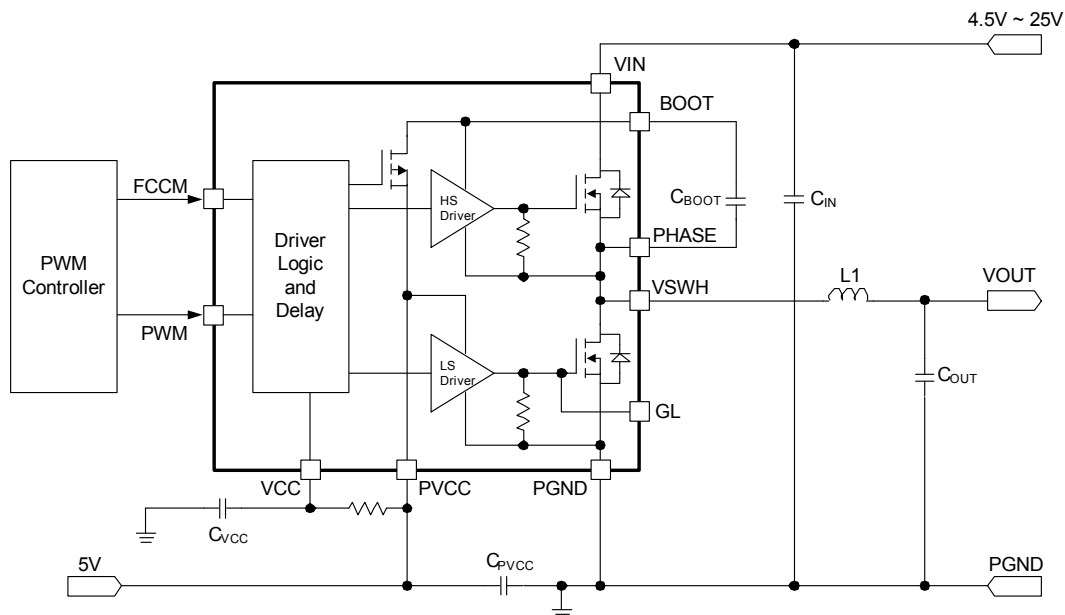 4.5V ~ 25V
VIN
BOOT
FCCM
HS
Driver
CBOOT
CIN
PWM
Controller
Driver
Logic
and
Delay
PHASE
VSWH
L1
VOUT
PWM
LS
Driver
COUT
GL
VCC
PVCC
PGND
CVCC
5V
CPVCC
PGND